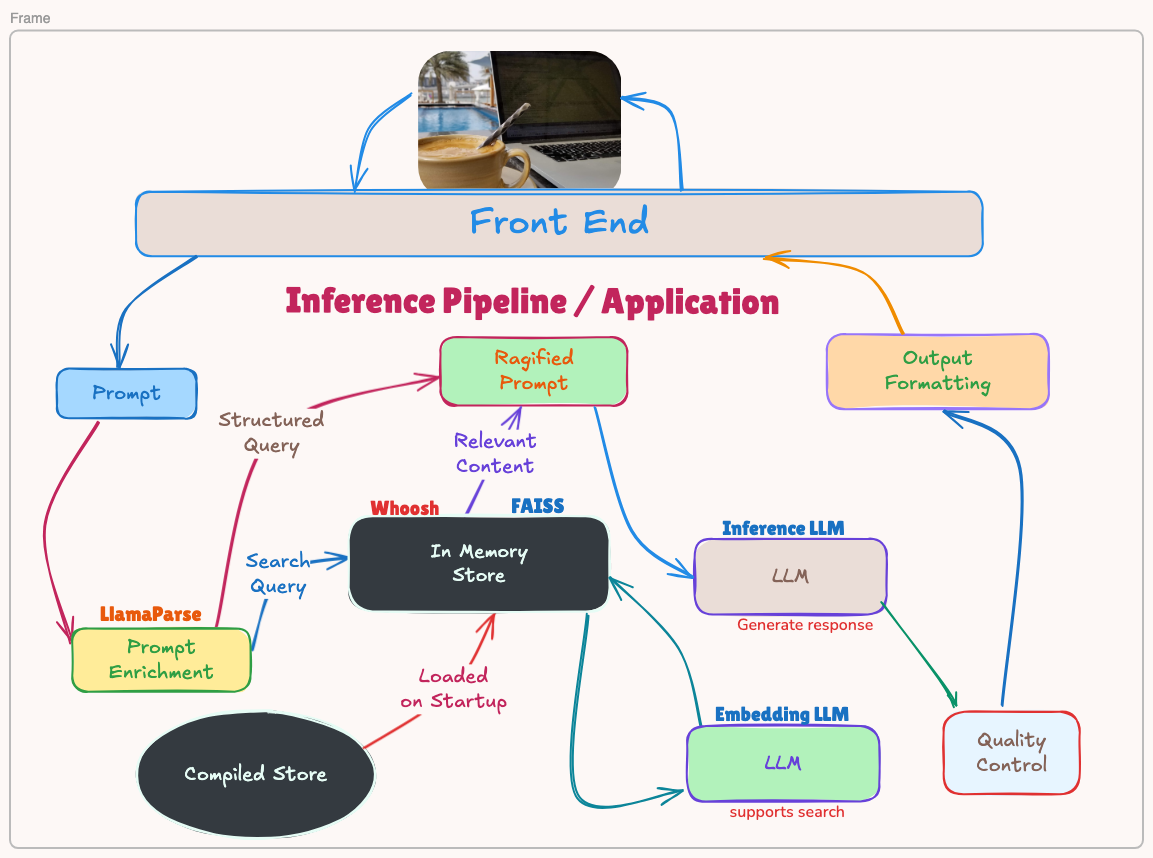 Frame
Front End
Inference Pipeline / Application
Prompt
Ragified
Prompt
Output
Formatting
Structured
Query
Relevant
Content
Whoosh
FAISS
In Memory
Store
Search
Query
Inference LLM
LLM
Generate response
LlamaParse
Prompt
Enrichment
Loaded
on Startup
Compiled Store
Embedding LLM
LLM
supports search
Quality
Control